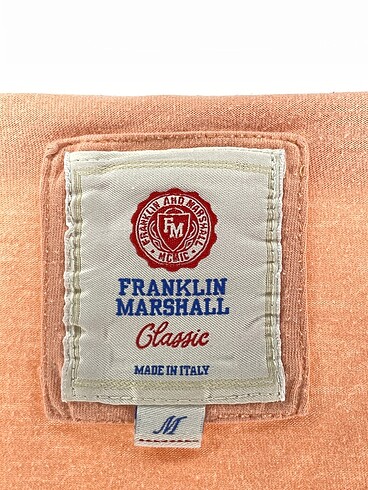 FRANKLIN AND MARSHALL
FM
MCMIC
FRANKLIN
MARSHALL
Classic
MADE IN ITALY
M